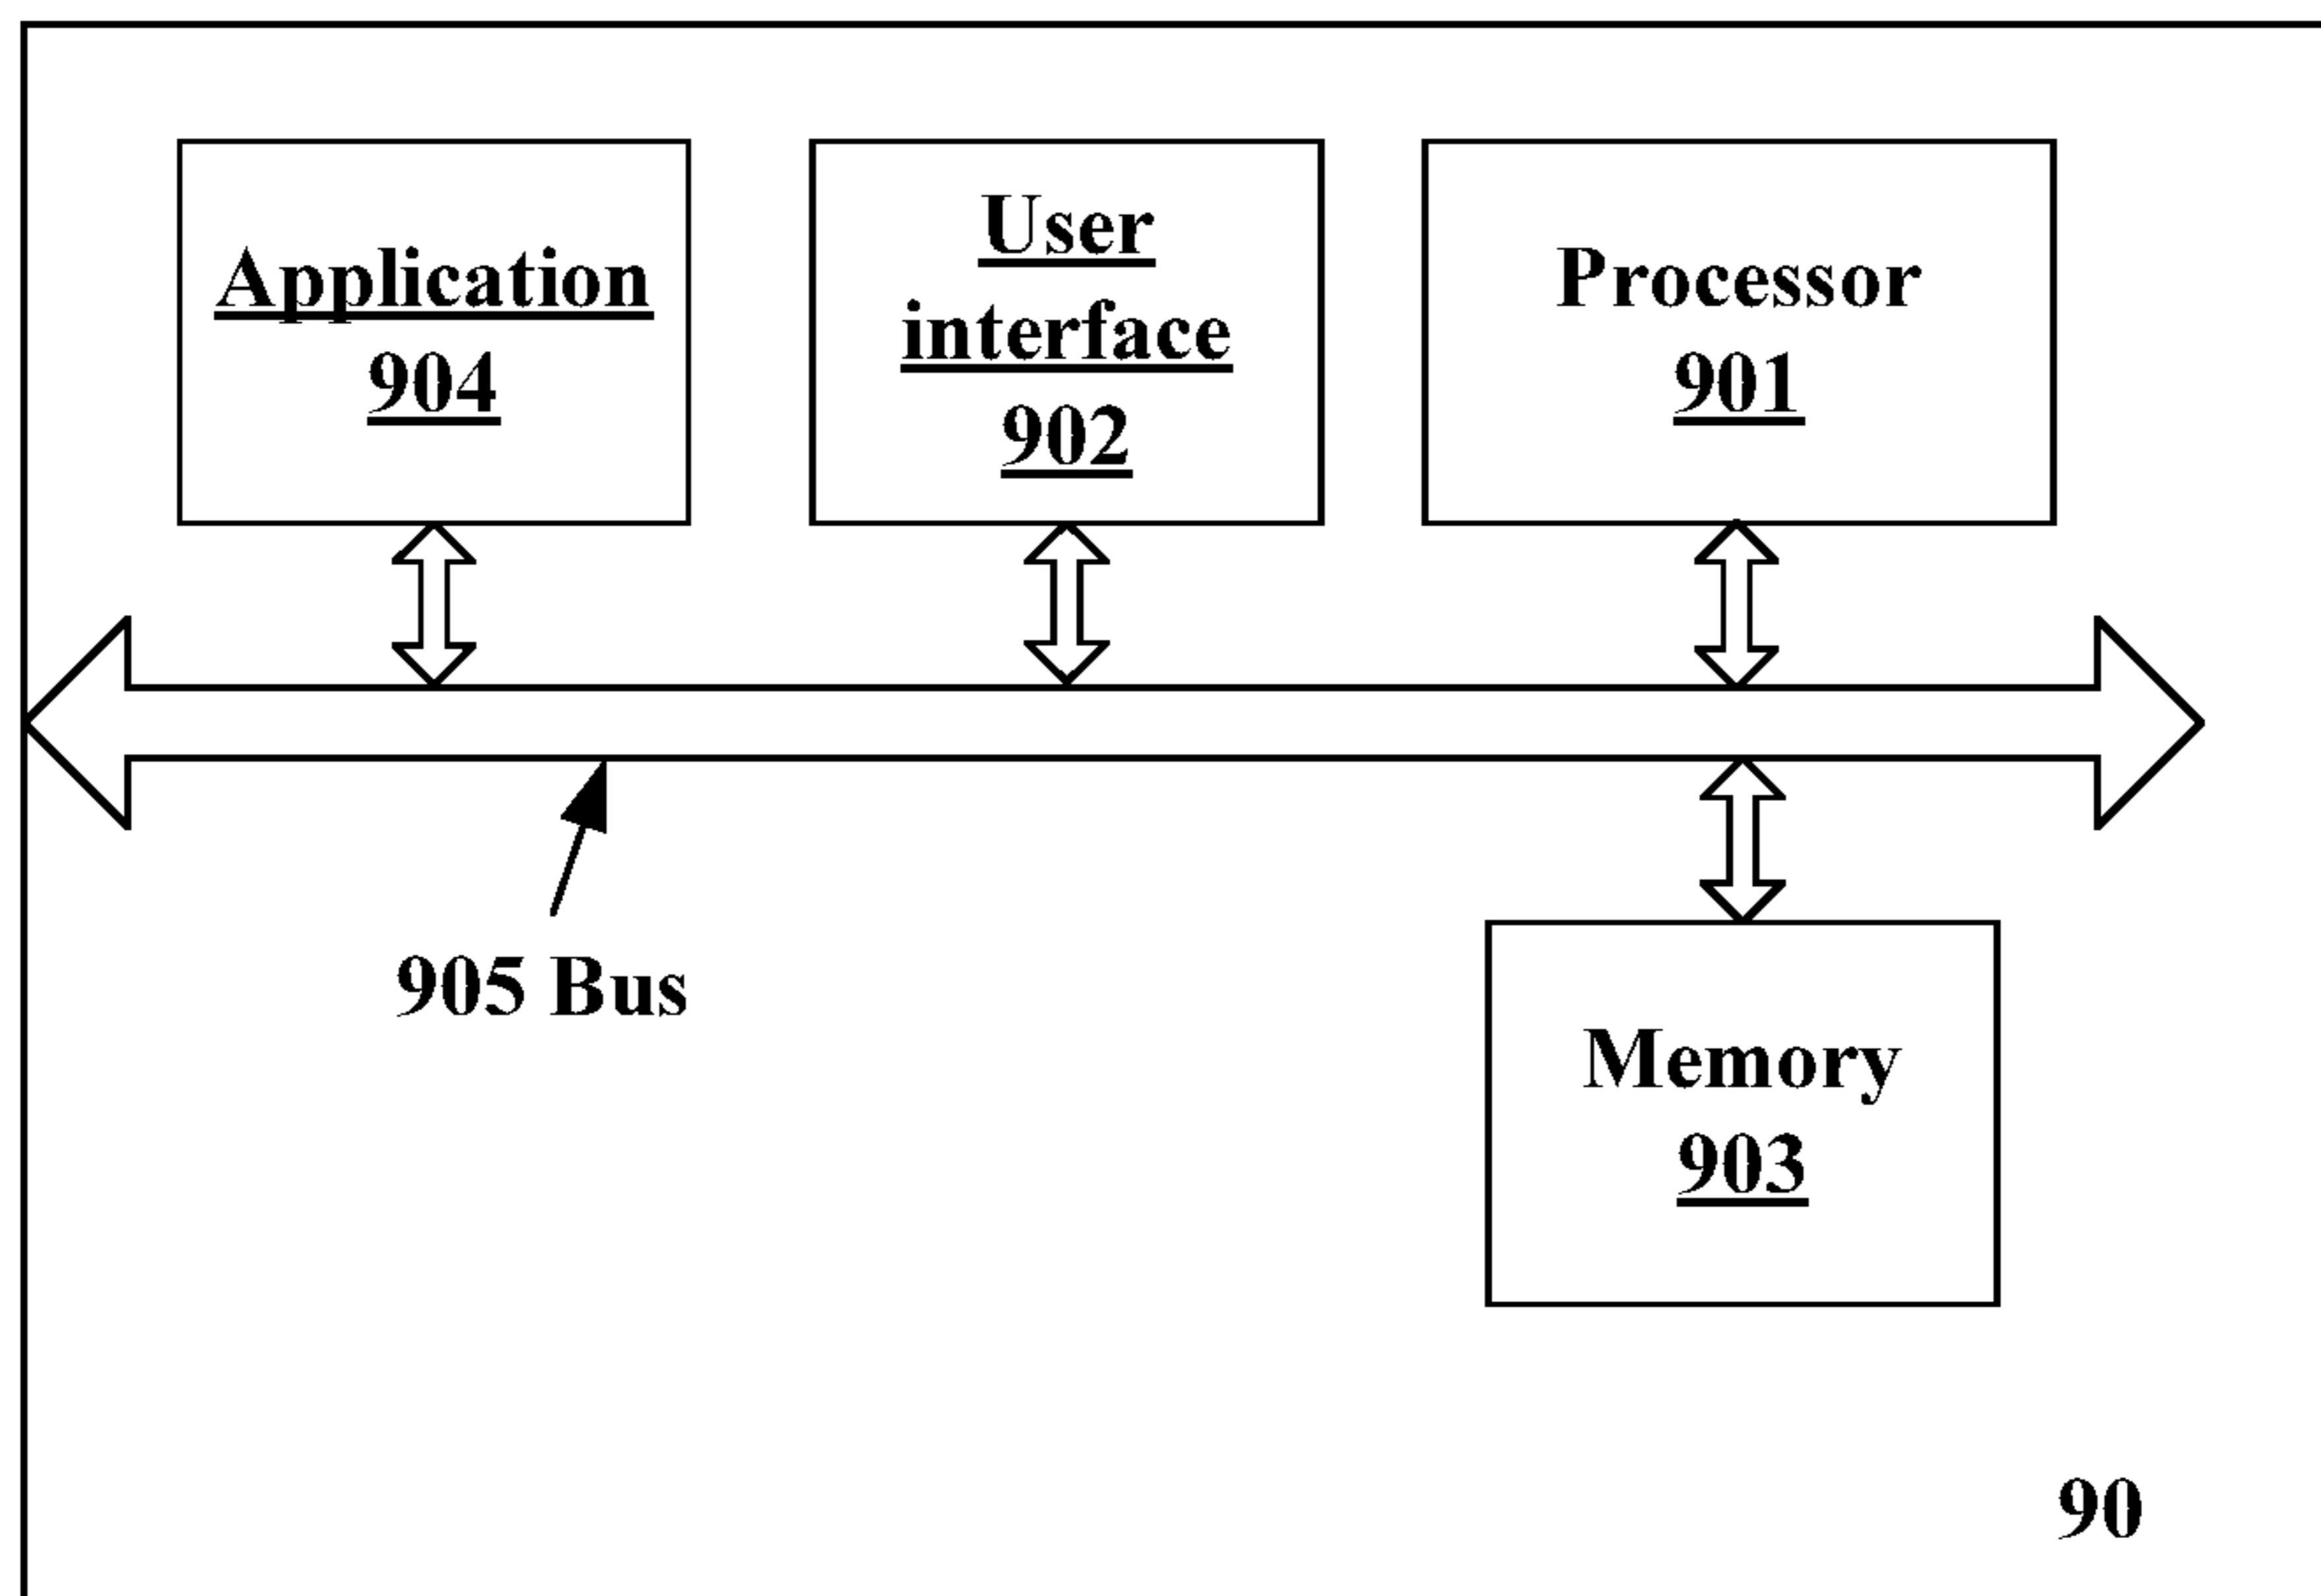 Application
904
User
interface
902
Processor
901
905 Bus
Memory
903
90